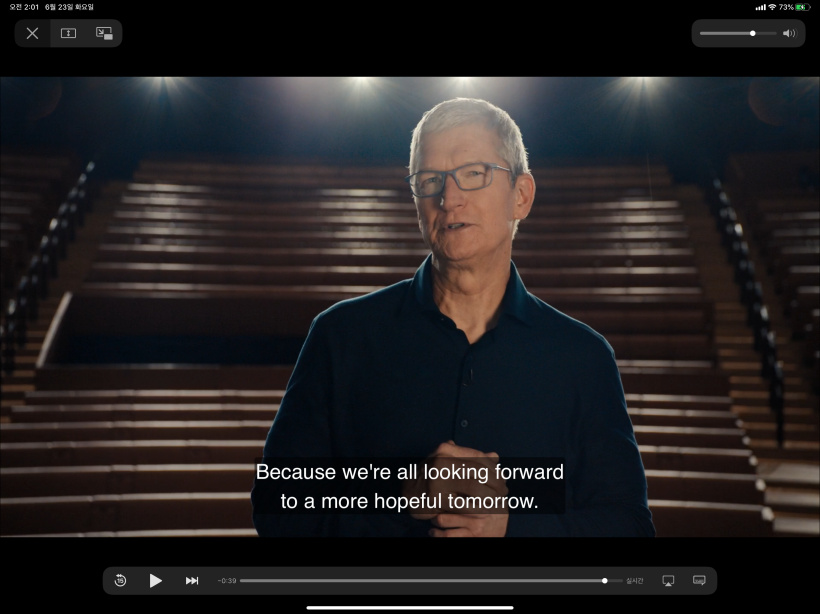 오전 2:01 6월 23일 화요일
73%
Because we're all looking forward
to a more hopeful tomorrow.
15
-0:39
실시간